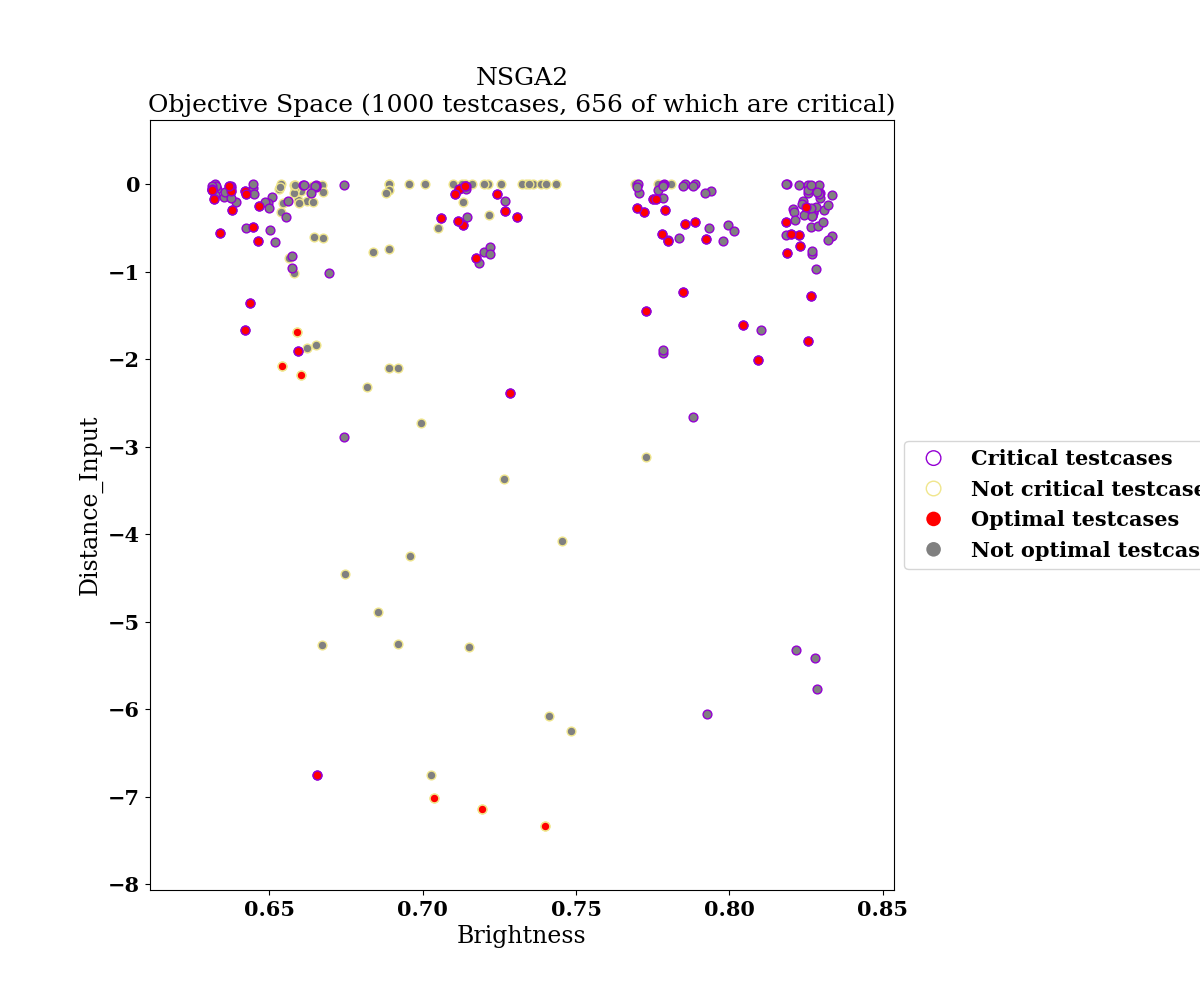 NSGA2
Objective Space (1000 testcases, 656 of which are critical)
0
−1
−2
−3
−4
−5
−6
−7
−8
Distance_Input
0.65 0.70 0.75 0.80 0.85
Brightness
Critical testcases
Not critical testcase
Optimal testcases
Not optimal testcas